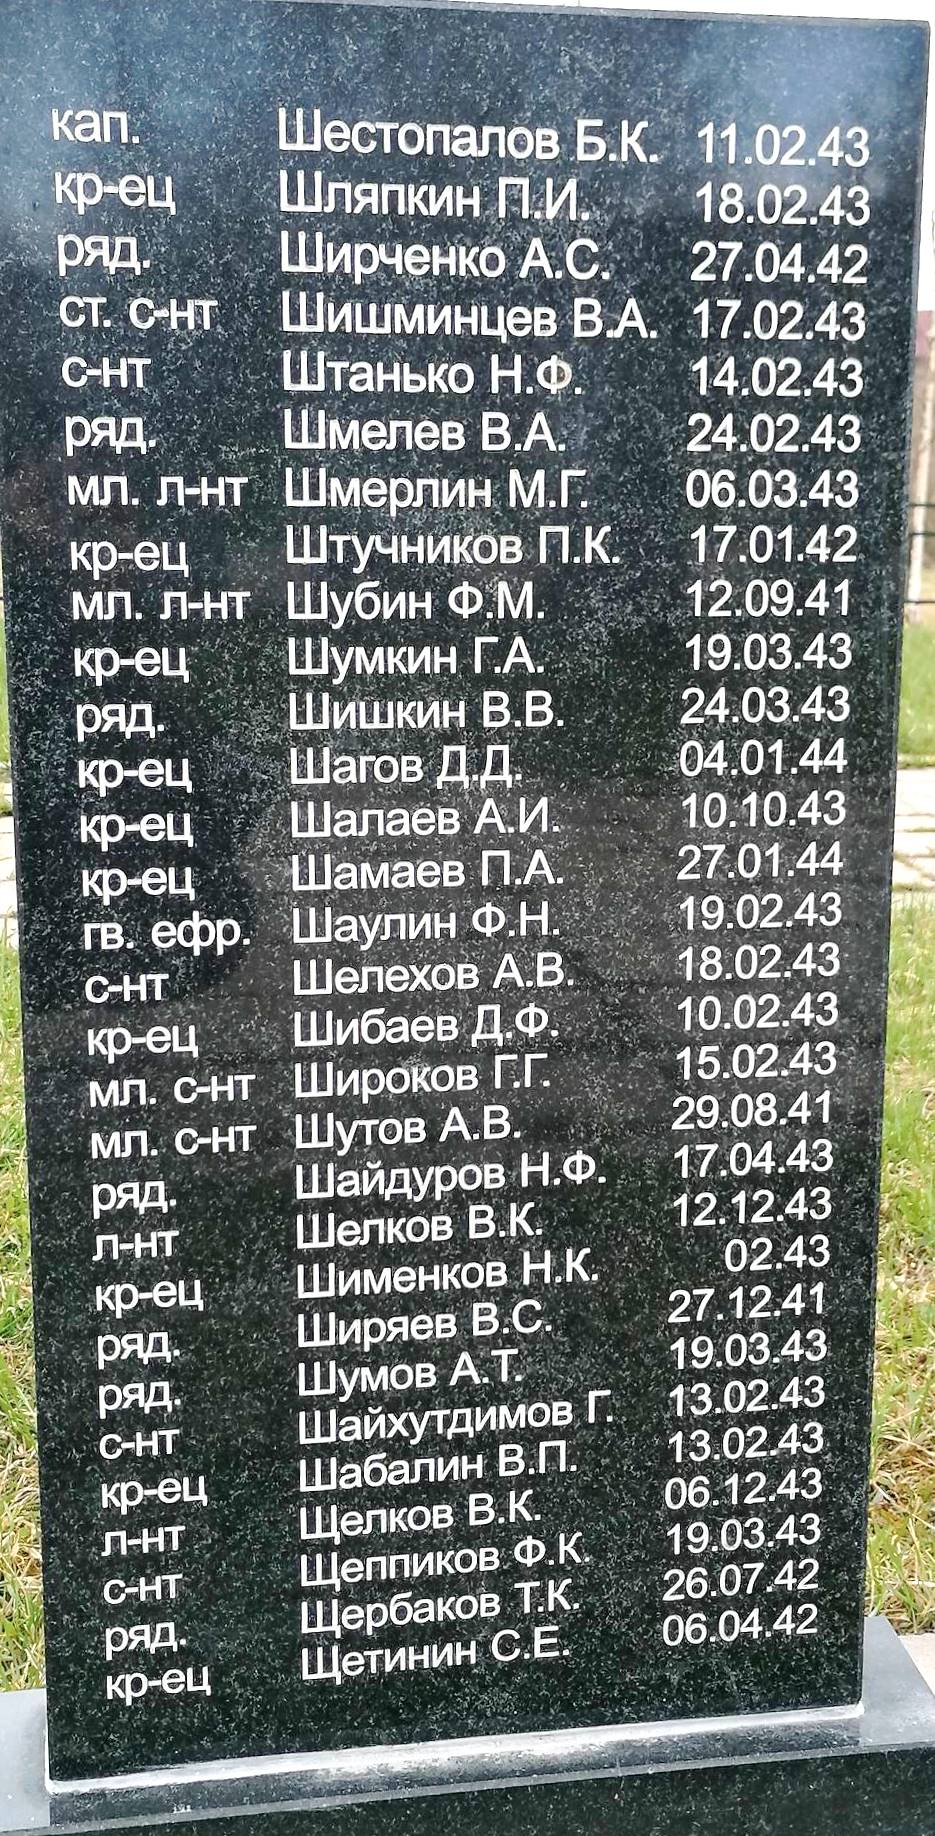 кап. Шестопалов Б.К. 11.02.43
кр-ец Шляпкин П.И. 18.02.43
ряд. Ширченко А.С. 27.04.42
ст. с-нт Шишминцев В.А. 17.02.43
с-нт Штанько Н.Ф. 14.02.43
ряд. Шмелев В.А. 24.02.43
мл. л-нт Шмерлин М.Г. 06.03.43
кр-ец Штучников П.К. 17.01.42
мл. л-нт Шубин Ф.М. 12.09.41
кр-ец Шумкин Г.А. 19.03.43
ряд. Шишкин В.В. 24.03.43
кр-ец Шагов Д.Д. 04.01.44
кр-ец Шалаев А.И. 10.10.43
кр-ец Шамаев П.А. 27.01.44
гв. ефр. Шаулин Ф.Н. 19.02.43
с-нт Шелехов А.В. 18.02.43
кр-ец Шибаев Д.Ф. 10.02.43
мл. с-нт Широков Г.Г. 15.02.43
мл. с-нт Шутов А.В. 29.08.41
ряд. Шайдуров Н.Ф. 17.04.43
л-нт Шелков В.К. 12.12.43
кр-ец Шименков Н.К. 02.43
ряд. Ширяев В.С. 27.12.41
ряд. Шумов А.Т. 19.03.43
с-нт Шайхутдимов Г. 13.02.43
кр-ец Шабалин В.П. 13.02.43
л-нт Щелков В.К. 06.12.43
с-нт Щеппиков Ф.К. 19.03.43
ряд. Щербаков Т.К. 26.07.42
кр-ец Щетинин С.Е. 06.04.42